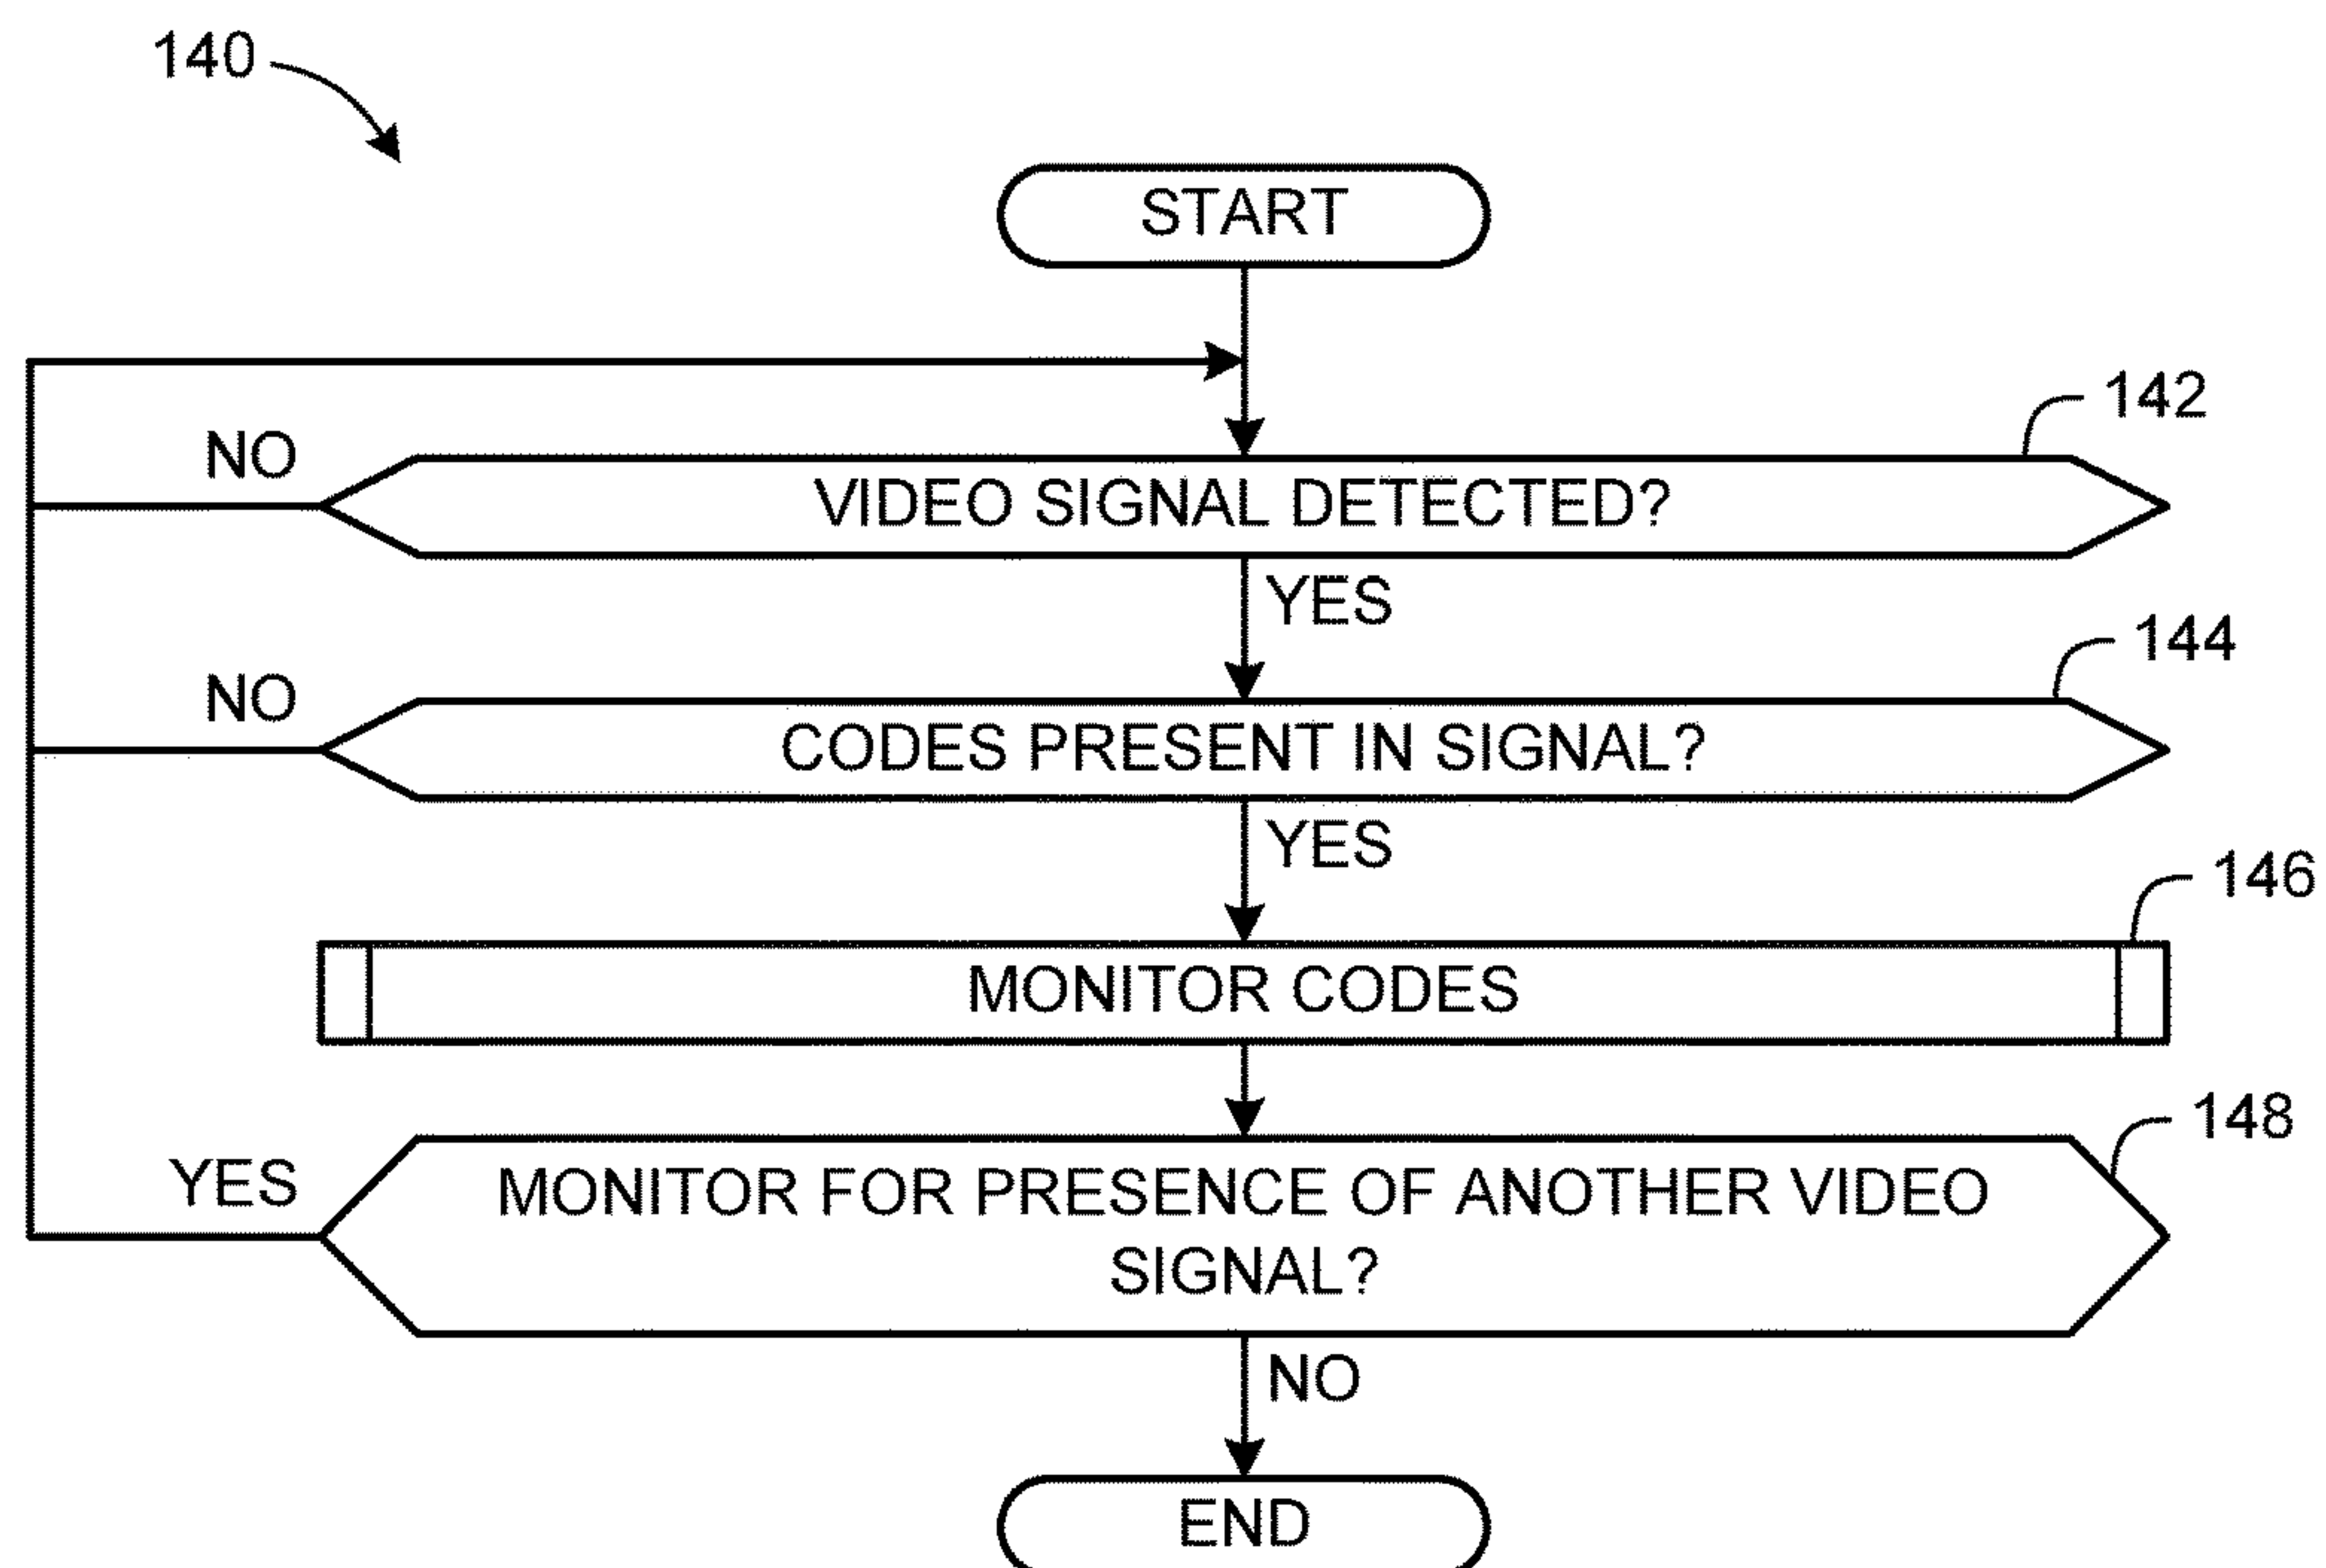 140
START
142
NO
VIDEO SIGNAL DETECTED?
YES
144
NO
CODES PRESENT IN SIGNAL?
YES
146
MONITOR CODES
148
YES
MONITOR FOR PRESENCE OF ANOTHER VIDEO
SIGNAL?
NO
END